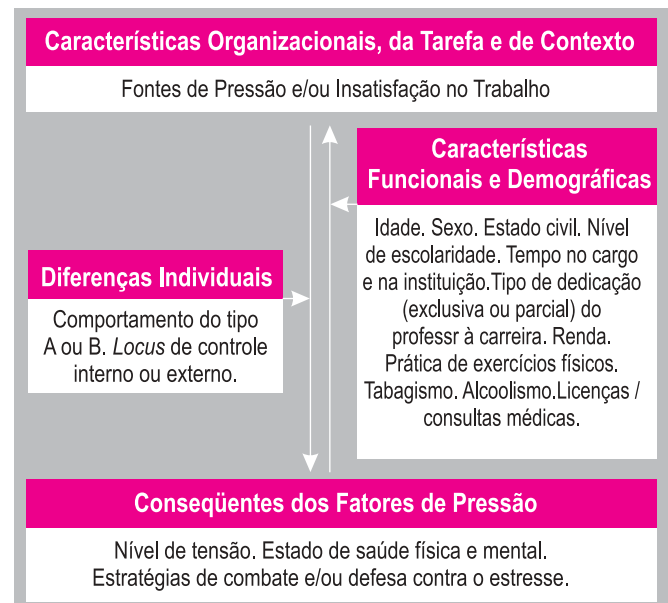 Características Organizacionais, da Tarefa e de Contexto
Fontes de Pressão e/ou Insatisfação no Trabalho
Características
Funcionais e Demográficas
Idade. Sexo. Estado civil. Nível
de escolaridade. Tempo no cargo
e na instituição.Tipo de dedicação
(exclusiva ou parcial) do
professr à carreira. Renda.
Prática de exercícios físicos.
Tabagismo. Alcoolismo.Licenças /
consultas médicas.
Diferenças Individuais
Comportamento do tipo
A ou B. Locus de controle
interno ou externo.
Conseqüentes dos Fatores de Pressão
Nível de tensão. Estado de saúde física e mental.
Estratégias de combate e/ou defesa contra o estresse.